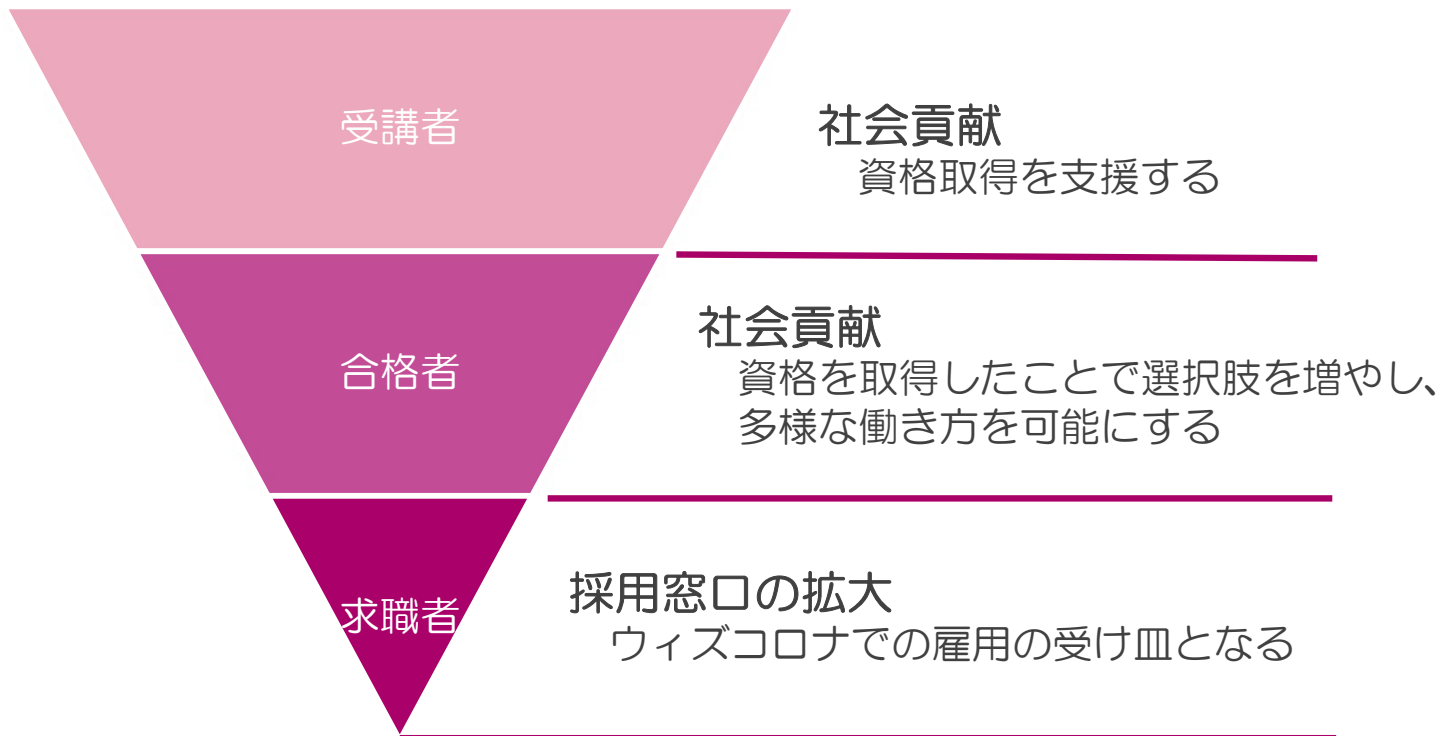 受講者
社会貢献
資格取得を支援する
合格者
社会貢献
資格を取得したことで選択肢を増やし、
多様な働き方を可能にする
求職者
採用窓口の拡大
ウィズコロナでの雇用の受け皿となる